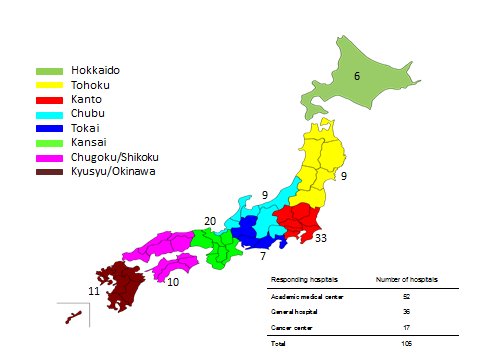 Hokkaido
Tohoku
Kanto
Chubu
Tokai
Kansai
Chugoku/Shikoku
Kyusyu/Okinawa
6
9
9
20
33
7
10
11
Responding hospitals Number of hospitals
Academic medical center 52
General hospital 36
Cancer center 17
Total 105